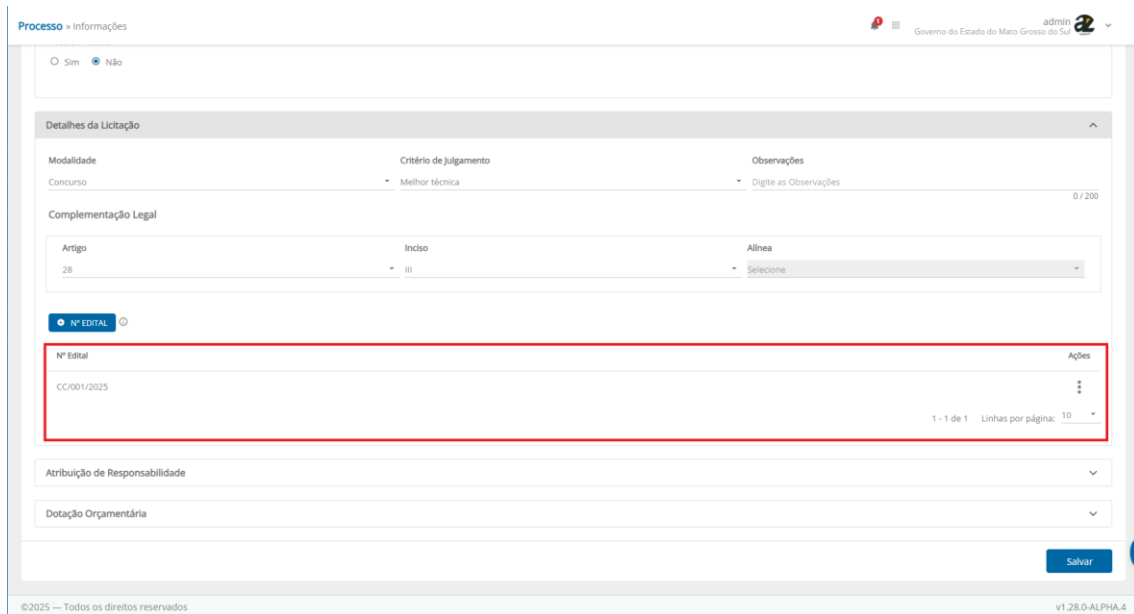 Processo » Informações
admin
Governo do Estado do Mato Grosso do Sul
Sim Não
Detalhes da Licitação
Modalidade Critério de Julgamento Observações
Concurso Melhor técnica Digite as Observações
0 / 200
Complementação Legal
Artigo Inciso Alínea
28 III Selecione
Nº EDITAL
Nº Edital Ações
CC/001/2025
1 - 1 de 1 Linhas por página: 10
Atribuição de Responsabilidade
Dotação Orçamentária
Salvar
©2025 — Todos os direitos reservados v1.28.0-ALPHA.4